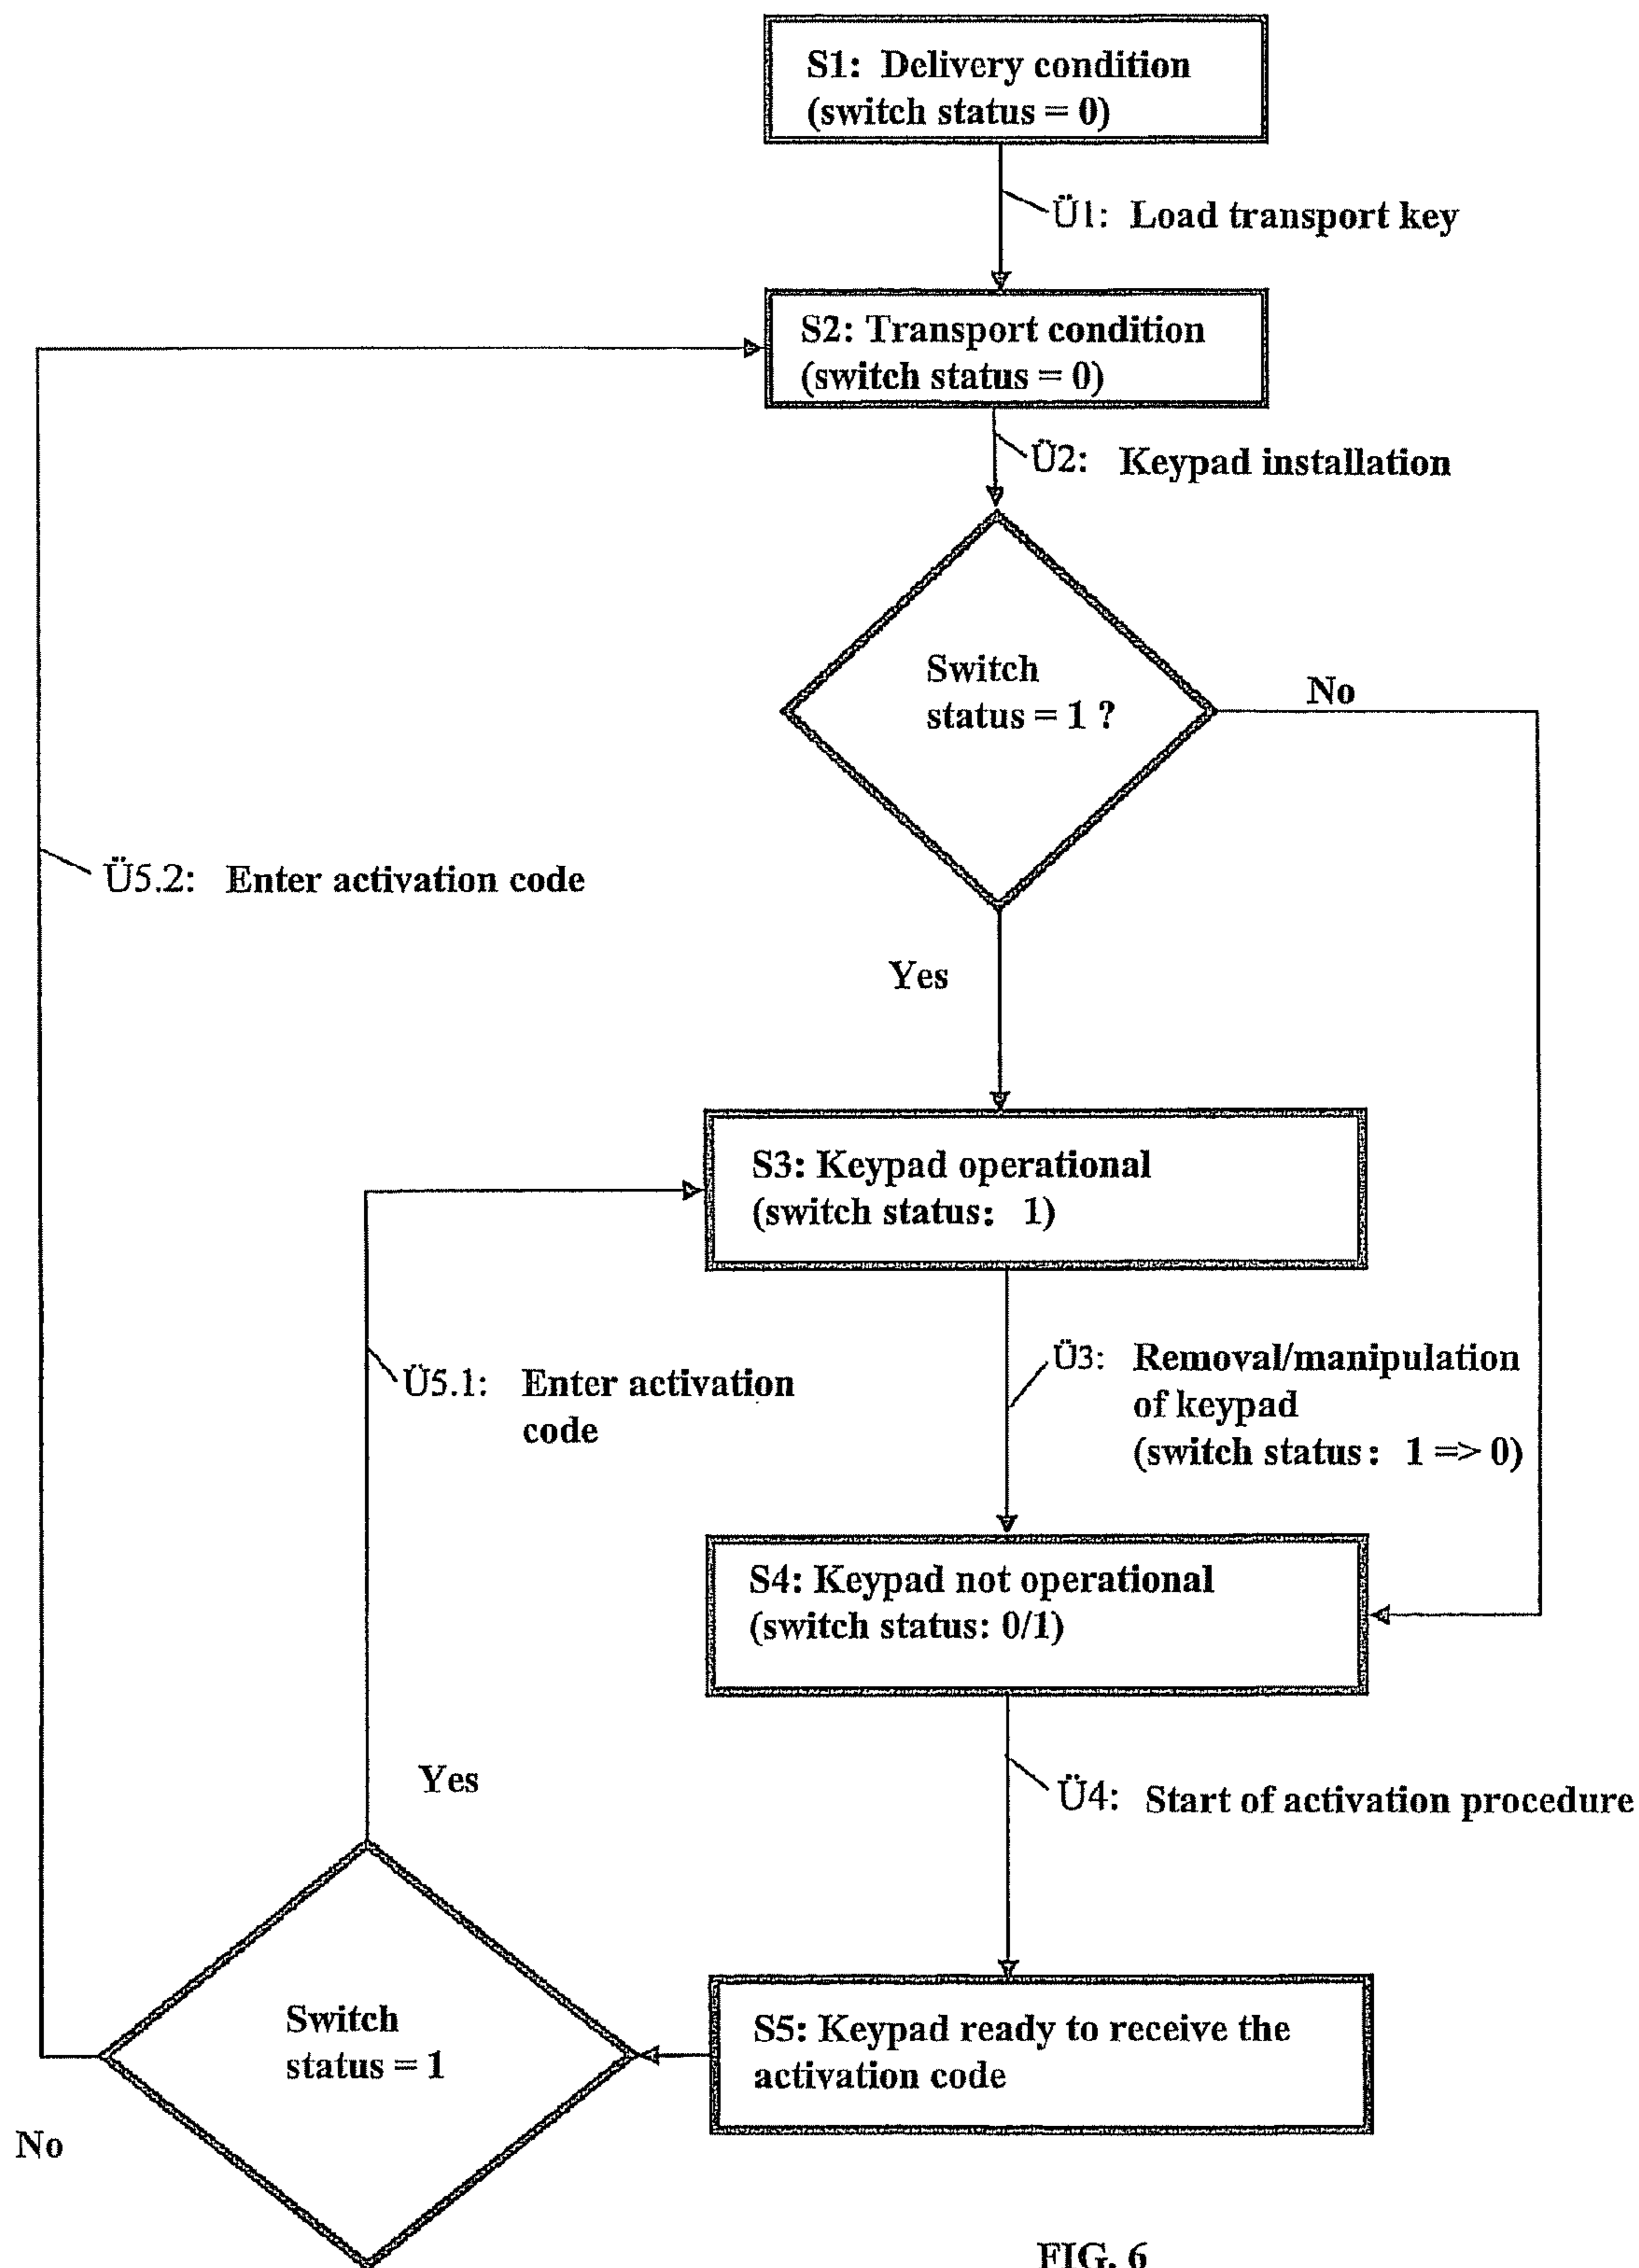 S1: Delivery condition
(switch status = 0)
Ü1: Load transport key
S2: Transport condition
(switch status = 0)
Ü2: Keypad installation
Switch
status = 1 ?
No
Ü5.2: Enter activation code
Yes
S3: Keypad operational
(switch status: 1)
Ü5.1: Enter activation
code
Ü3: Removal/manipulation
of keypad
(switch status: 1 => 0)
S4: Keypad not operational
(switch status: 0/1)
Yes
Ü4: Start of activation procedure
Switch
status = 1
S5: Keypad ready to receive the
activation code
No
FIG. 6